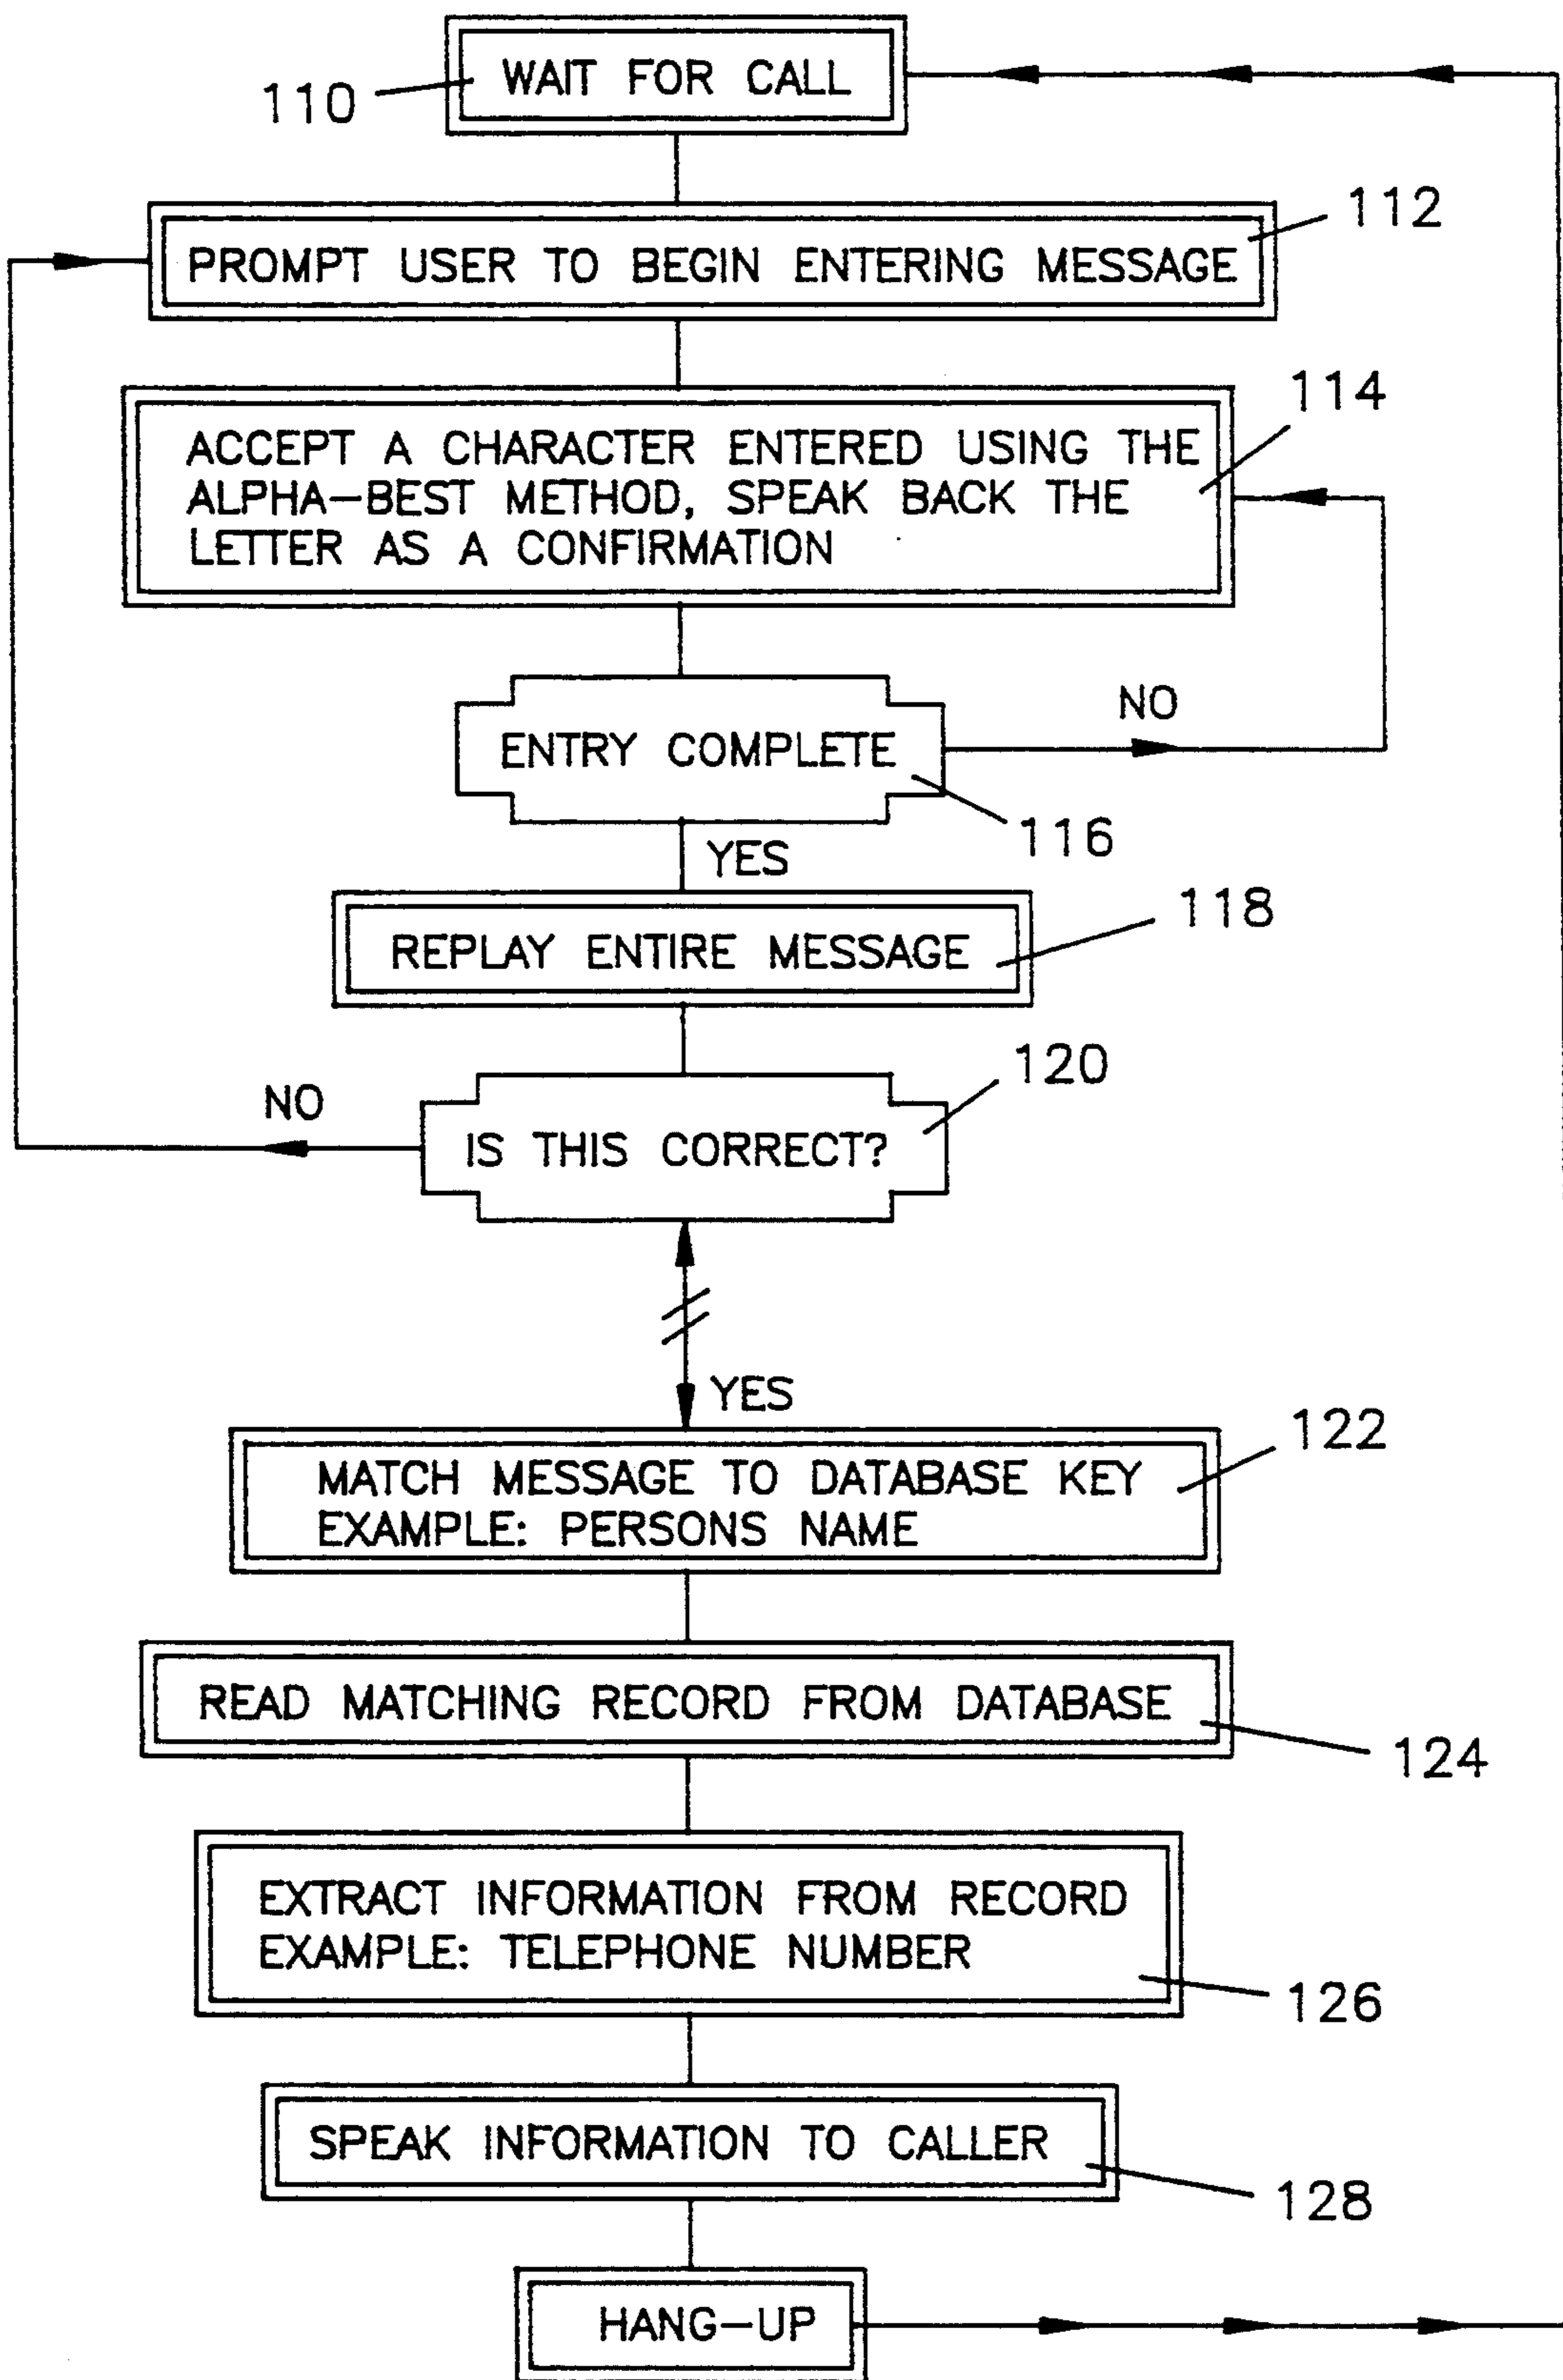 WAIT FOR CALL
110
112
PROMPT USER TO BEGIN ENTERING MESSAGE
114
ACCEPT A CHARACTER ENTERED USING THE
ALPHA-BEST METHOD, SPEAK BACK THE
LETTER AS A CONFIRMATION
NO
ENTRY COMPLETE
116
YES
118
REPLAY ENTIRE MESSAGE
120
NO
IS THIS CORRECT?
YES
122
MATCH MESSAGE TO DATABASE KEY
EXAMPLE: PERSONS NAME
READ MATCHING RECORD FROM DATABASE
124
EXTRACT INFORMATION FROM RECORD
EXAMPLE: TELEPHONE NUMBER
126
SPEAK INFORMATION TO CALLER
128
HANG-UP